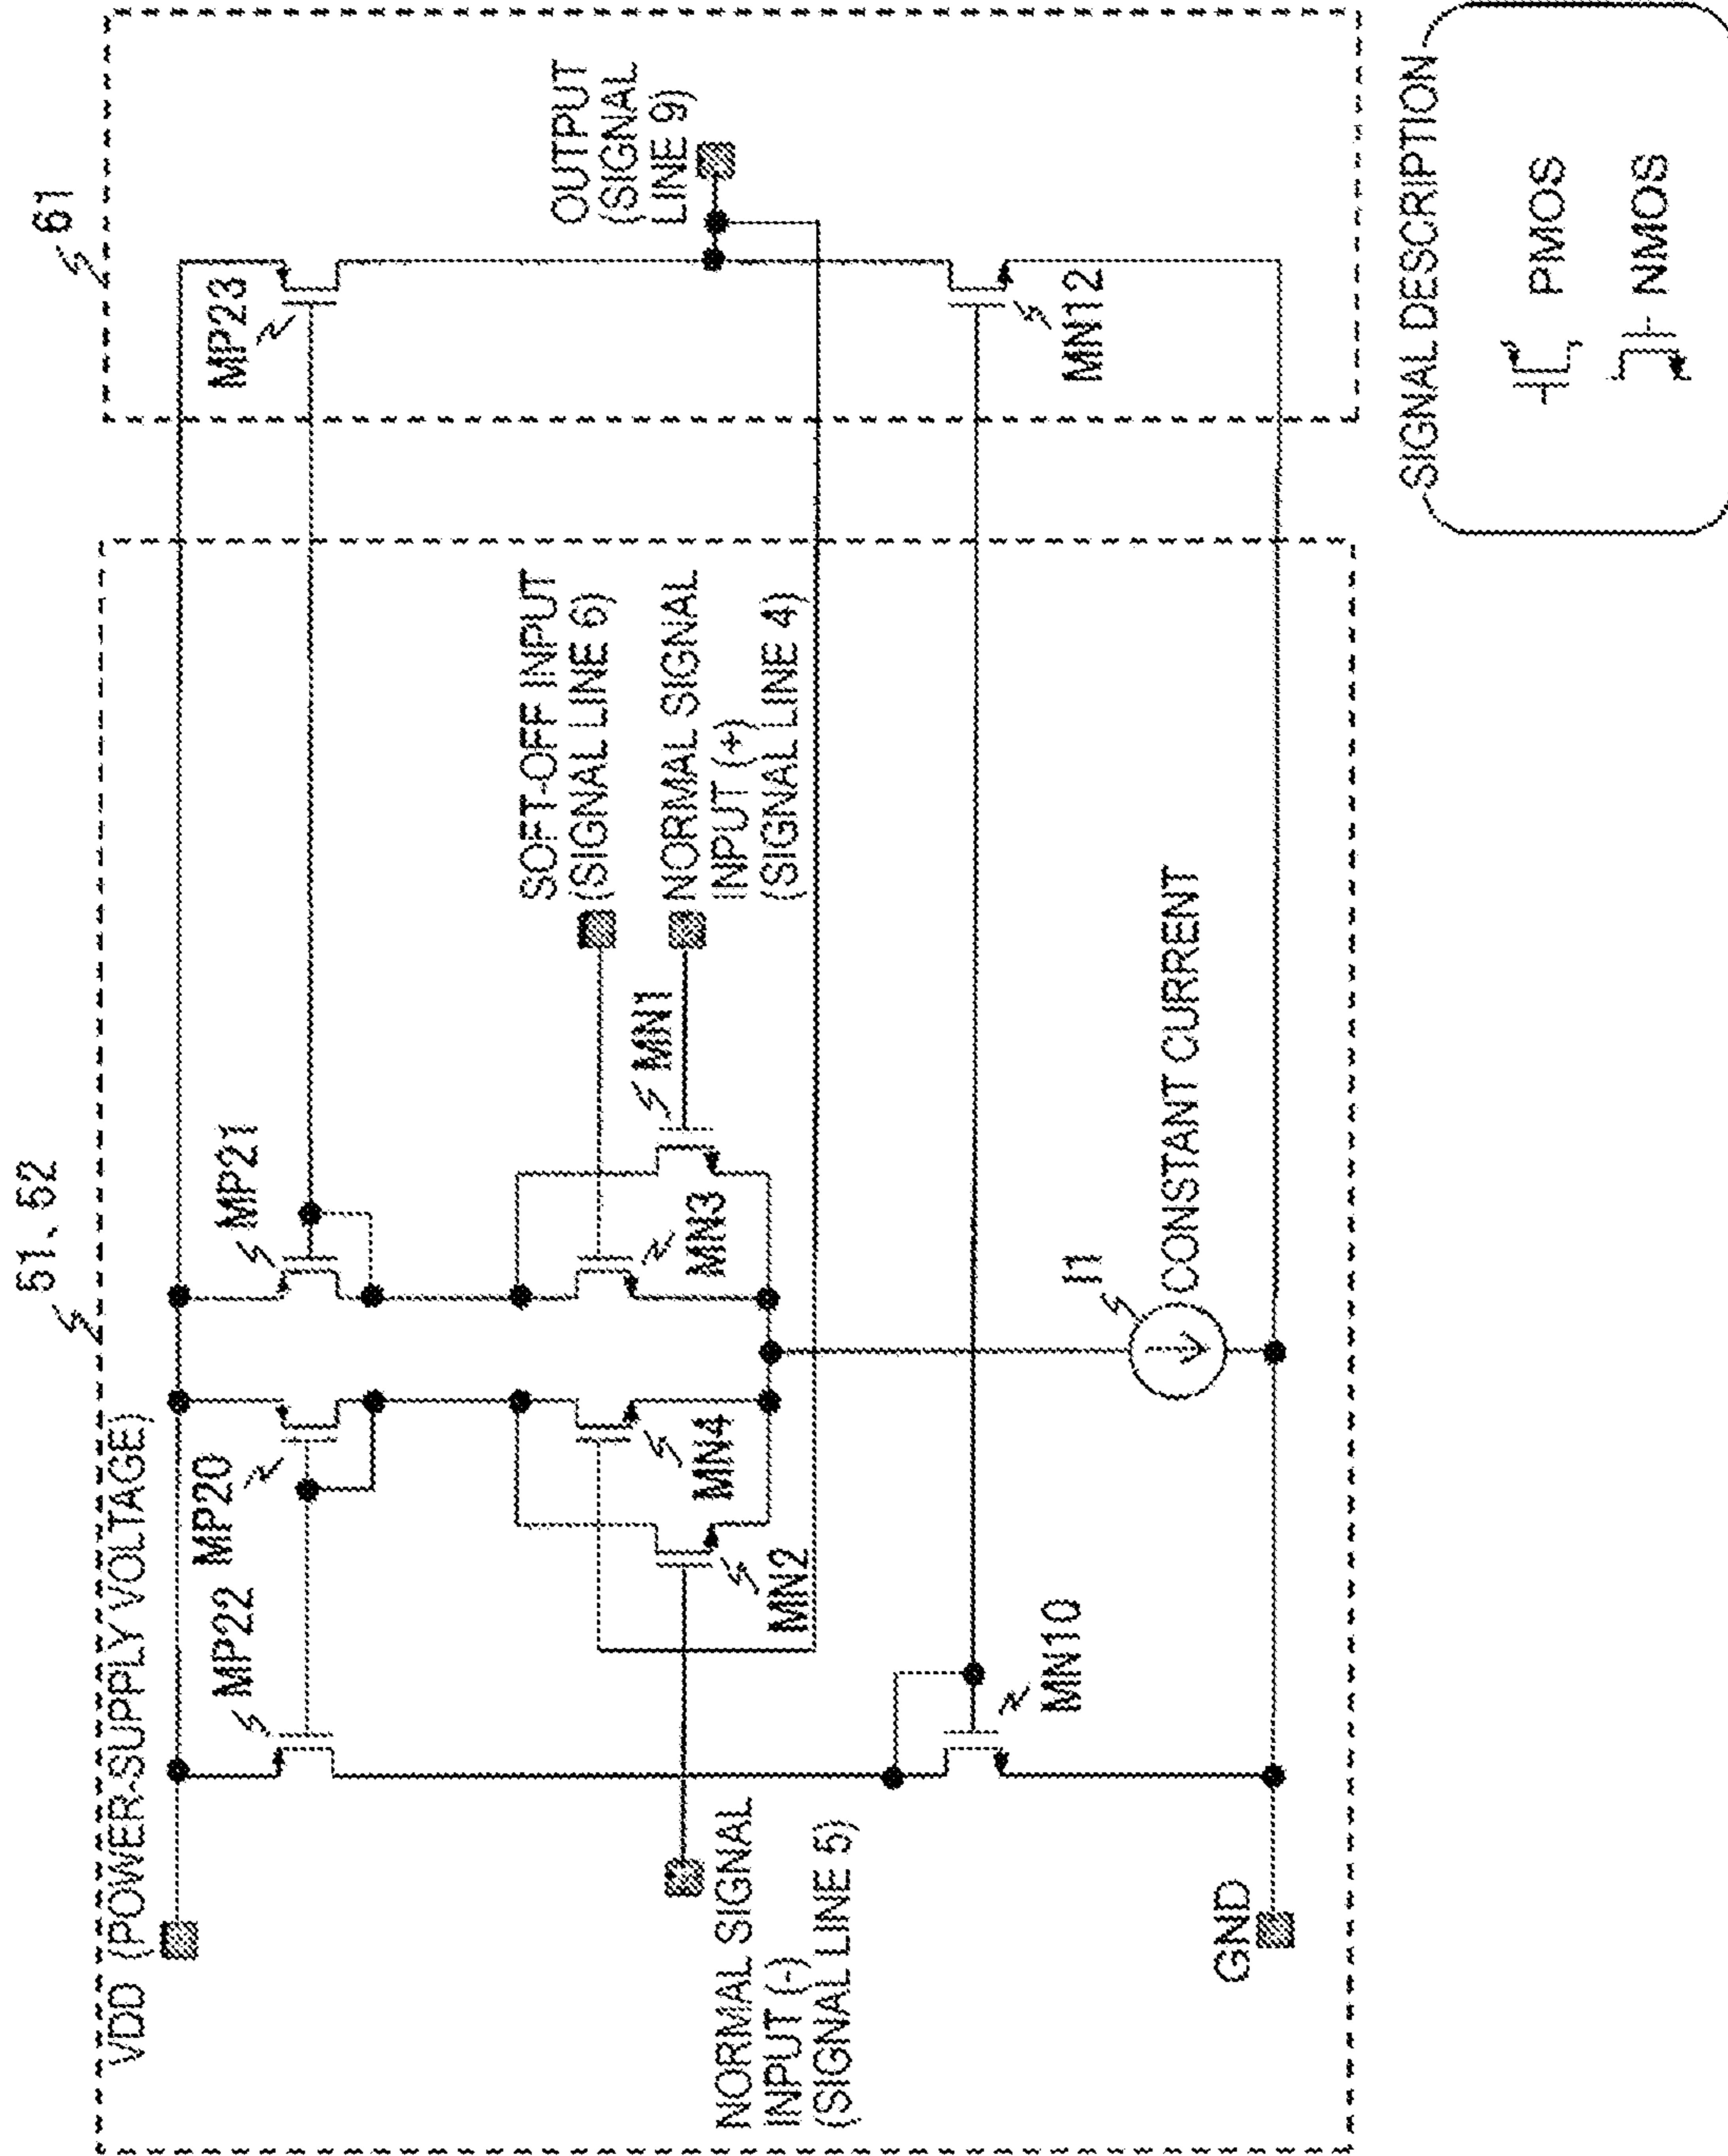 51、52
61
VDD (POWER-SUPPLY VOLTAGE)
MP22
MP20
MP21
MP23
OUTPUT
(SIGNAL
LINE 9)
SOFT-OFF INPUT
(SIGNAL LINE 6)
NORMAL SIGNAL
INPUT (+)
(SIGNAL LINE 4)
MN1
MN3
MN4
MN2
NORMAL SIGNAL
INPUT (-)
(SIGNAL LINE 5)
MN10
MN12
I1
CONSTANT CURRENT
GND
SIGNAL DESCRIPTION
PMOS
NMOS